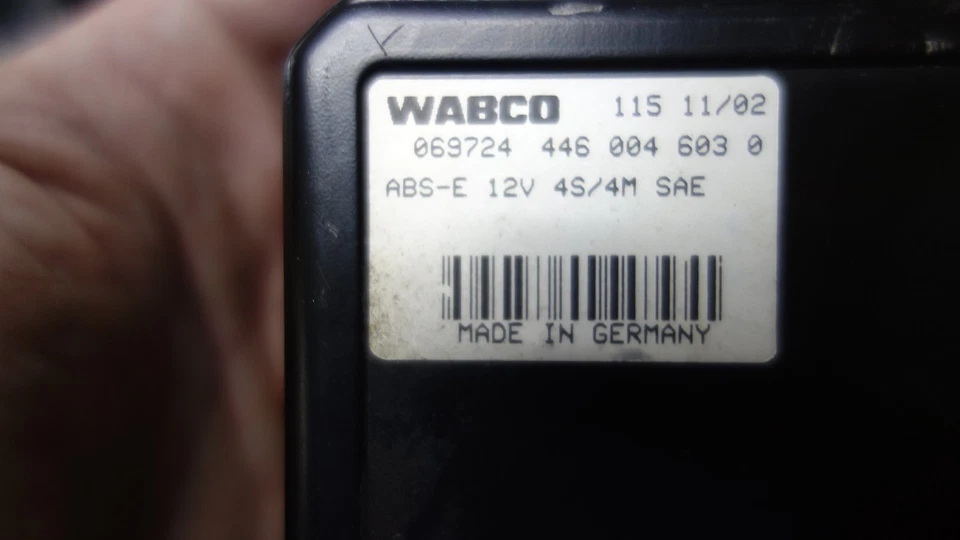 WABCO 115 11/02
069724 446 004 603 0
ABS-E 12V 4S/4M SAE
MADE IN GERMANY